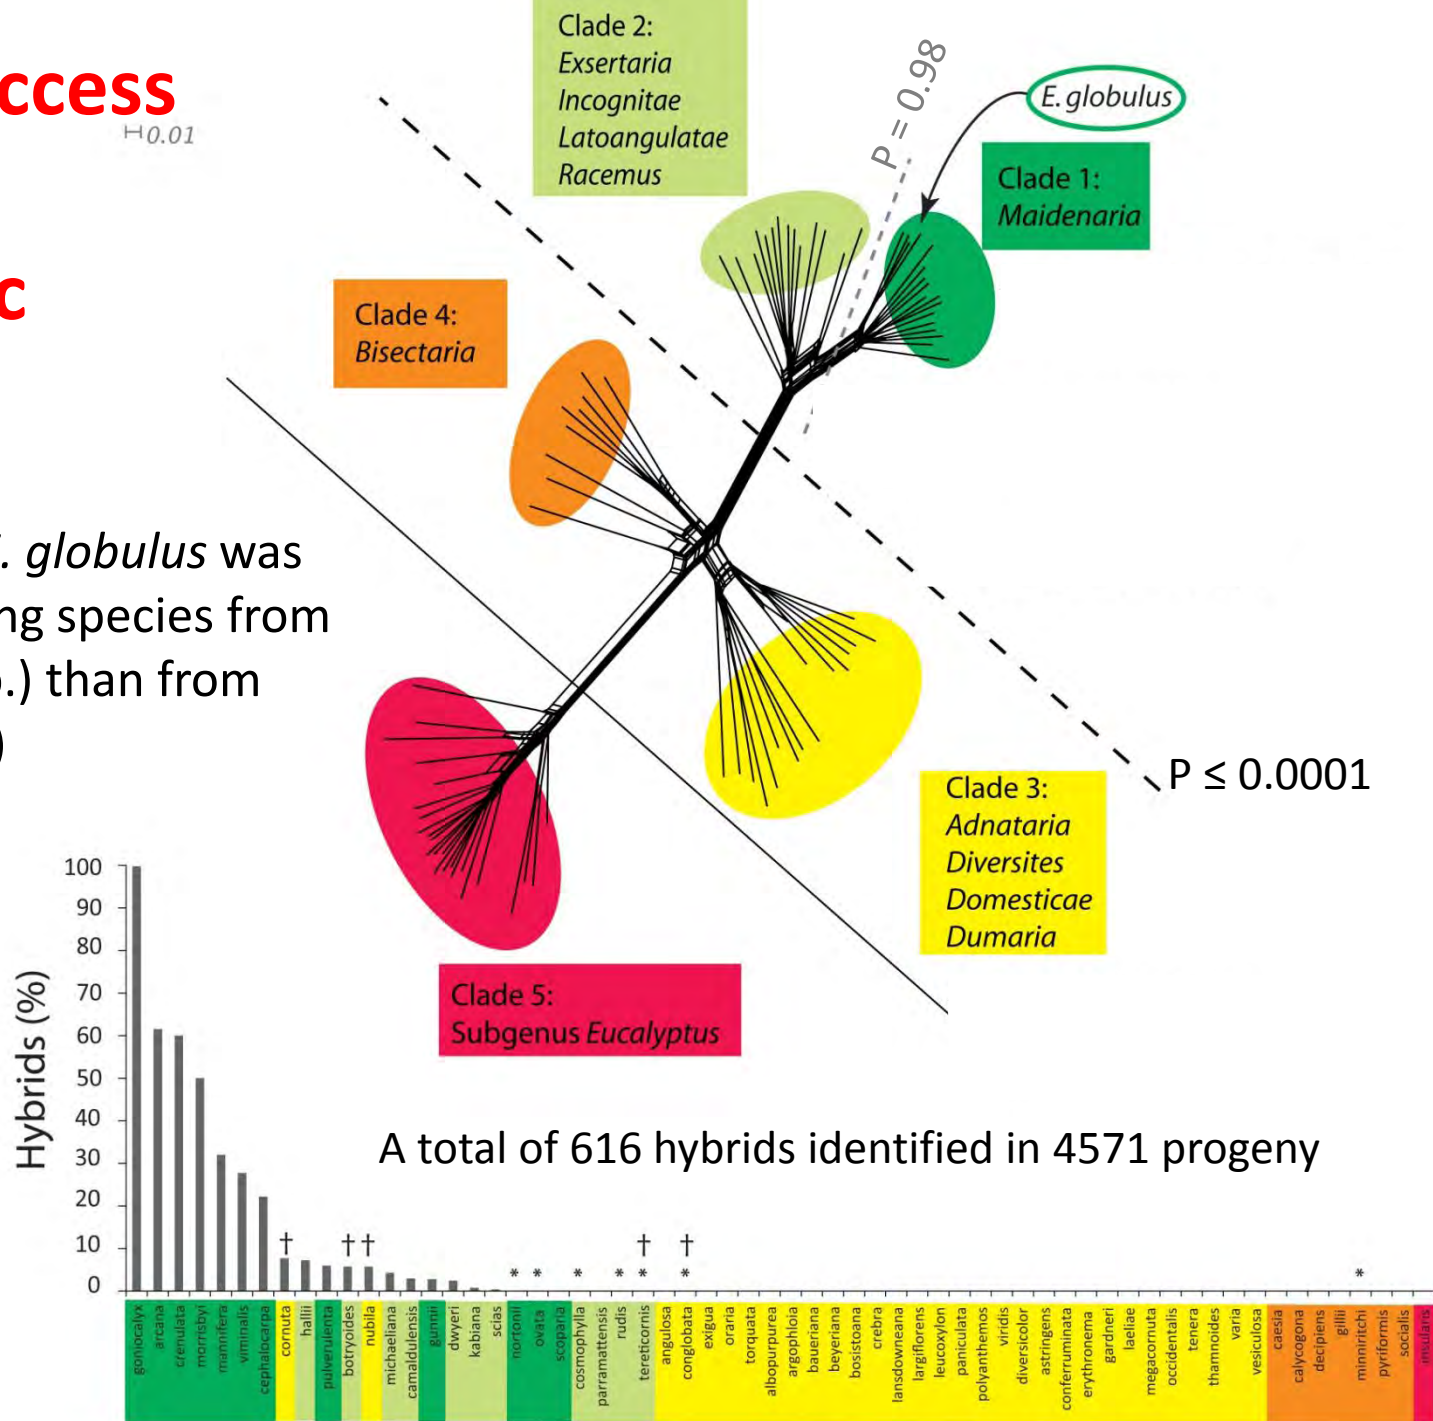 ccess
0.01
c
Clade 2:
Exsertaria
Incognitae
Latoangulatae
Racemus
P = 0.98
E. globulus
Clade 1:
Maidenaria
Clade 4:
Bisectaria
. globulus was
ng species from
.) than from
)
P ≤ 0.0001
Clade 3:
Adnataria
Diversites
Domesticae
Dumaria
Clade 5:
Subgenus Eucalyptus
A total of 616 hybrids identified in 4571 progeny
Hybrids (%)
100
90
80
70
60
50
40
30
20
10
0
† † † † †
* * * * * * *
goniocalyx
arcana
crenulata
morrisbyi
mannifera
viminalis
cephalocarpa
cornuta
hallii
pulverulenta
botryoides
nubila
michaeliana
camaldulensis
gunnii
dwyeri
kabiana
scias
nortonii
ovata
scoparia
cosmophylla
parramattensis
rudis
tereticornis
angulosa
conglobata
exigua
oraria
torquata
albopurpurea
argophloia
baueriana
beyeriana
bosistoana
crebra
lansdowneana
largiflorens
leucoxylon
paniculata
polyanthemos
viridis
diversicolor
astringens
conferruminata
erythronema
gardneri
laeliae
megacornuta
occidentalis
tenera
thamnoides
varia
vesiculosa
caesia
calycogona
decipiens
gillii
minniritchi
pyriformis
socialis
insularis